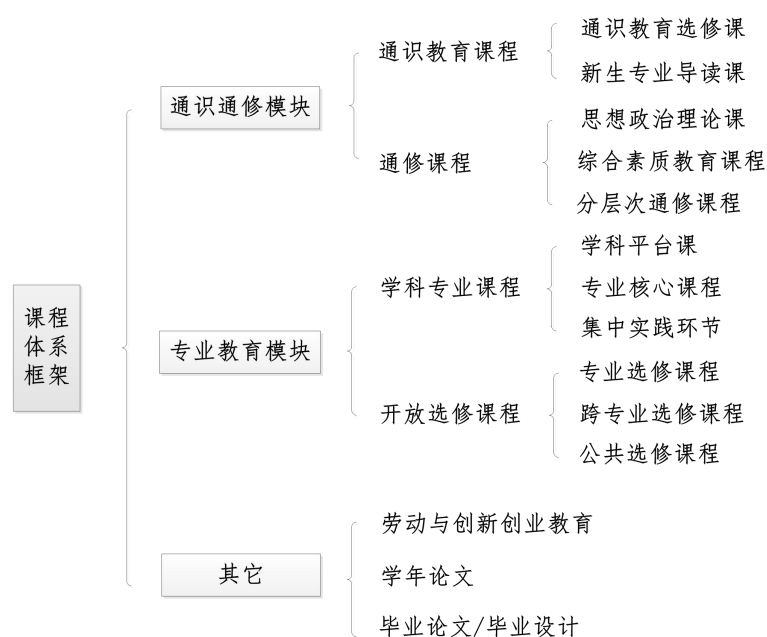 课程
体系
框架
通识通修模块
通识教育课程
通识教育选修课
新生专业导读课
通修课程
思想政治理论课
综合素质教育课程
分层次通修课程
专业教育模块
学科专业课程
学科平台课
专业核心课程
集中实践环节
开放选修课程
专业选修课程
跨专业选修课程
公共选修课程
其它
劳动与创新创业教育
学年论文
毕业论文/毕业设计